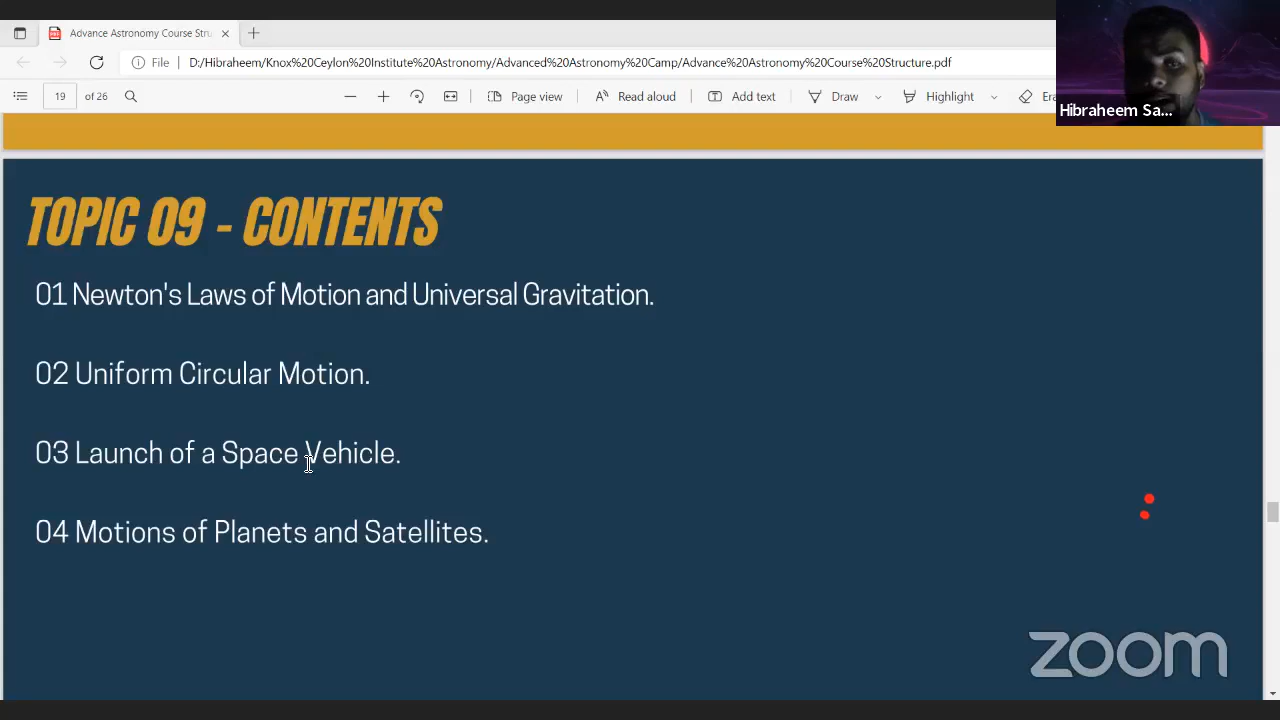 Advance Astronomy Course Stru
File
D:/Hibraheem/Knox%20Ceylon%20Institute%20Astronomy/Advanced%20Astronomy%20Camp/Advance%20Astronomy%20Course%20Structure.pdf
19 of 26
Page view
Read aloud
Add text
Draw
Highlight
Era
Hibraheem Sa...
TOPIC 09 - CONTENTS
01 Newton's Laws of Motion and Universal Gravitation.
02 Uniform Circular Motion.
03 Launch of a Space Vehicle.
04 Motions of Planets and Satellites.
zoom